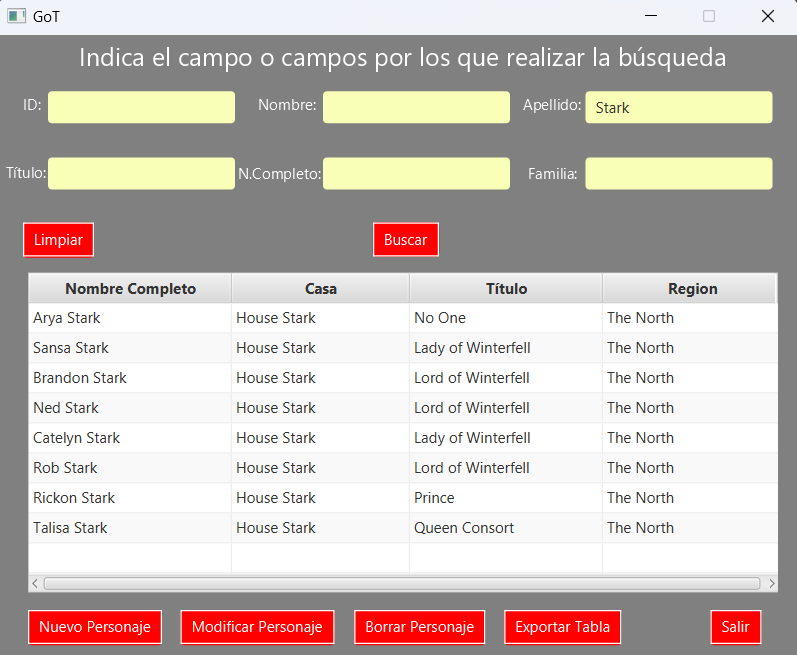 GoT
Indica el campo o campos por los que realizar la búsqueda
ID: Nombre: Apellido: Stark
Título: N.Completo: Familia:
Limpiar Buscar
Nombre Completo Casa Título Region
Arya Stark House Stark No One The North
Sansa Stark House Stark Lady of Winterfell The North
Brandon Stark House Stark Lord of Winterfell The North
Ned Stark House Stark Lord of Winterfell The North
Catelyn Stark House Stark Lady of Winterfell The North
Rob Stark House Stark Lord of Winterfell The North
Rickon Stark House Stark Prince The North
Talisa Stark House Stark Queen Consort The North
Nuevo Personaje Modificar Personaje Borrar Personaje Exportar Tabla Salir